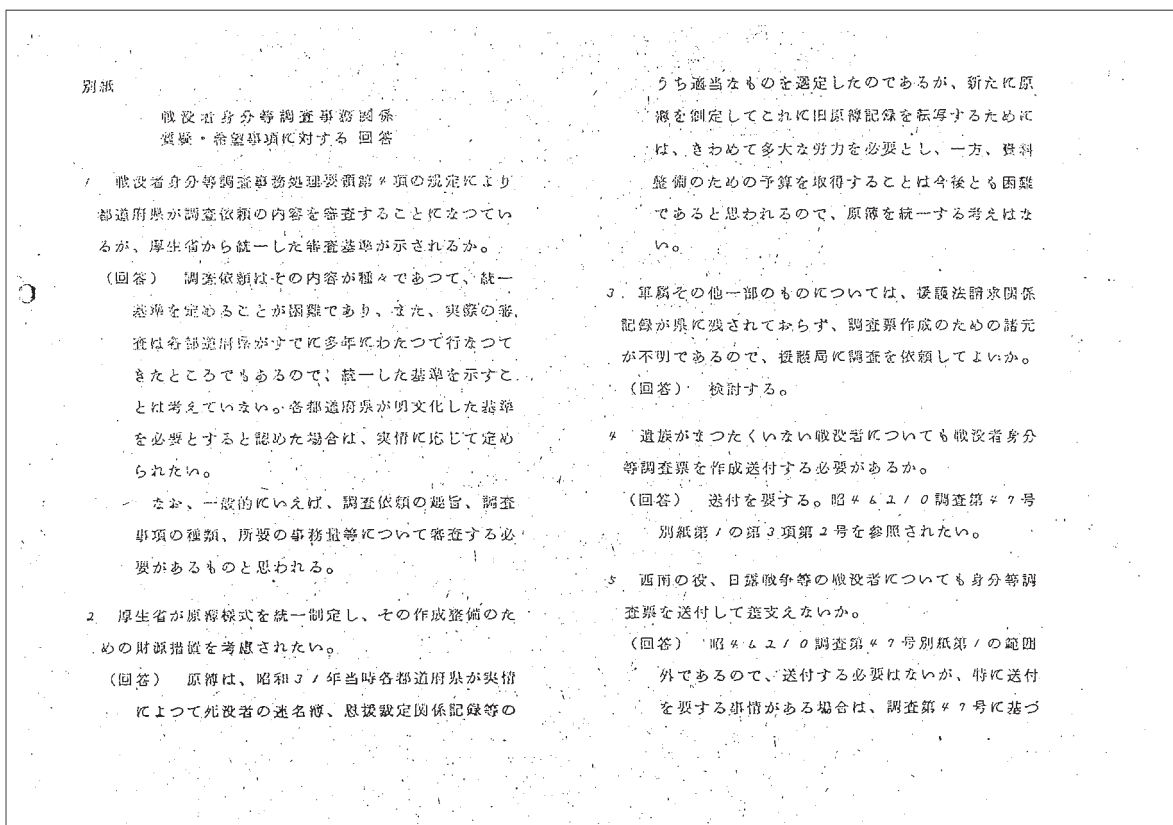 別紙
戦没者身分等調査事務関係
質疑・希望事項に対する回答
1 戦没者身分等調査事務処理要領第4項の規定により
都道府県が調査依頼の内容を審査することになつてい
るが、厚生省から統一した審査基準が示されるか。
(回答) 調査依頼はその内容が種々であつて、統一
基準を定めることが困難であり、また、実際の審
査は各都道府県がすでに多年にわたつて行なつて
きたところでもあるので、統一した基準を示すこ
とは考えていない。各都道府県が明文化した基準
を必要とすると認めた場合は、実情に応じて定め
られたい。
なお、一般的にいえば、調査依頼の趣旨、調査
事項の種類、所要の事務量等について審査する必
要があるものと思われる。
2 厚生省が原簿様式を統一制定し、その作成整備のた
めの財源措置を考慮されたい。
(回答) 原簿は、昭和31年当時各都道府県が実情
によつて死没者の連名簿、恩援裁定関係記録等の
うち適当なものを選定したのであるが、新たに原
簿を制定してこれに旧原簿記録を転写するために
は、きわめて多大な労力を必要とし、一方、資料
整備のための予算を取得することは今後とも困難
であると思われるので、原簿を統一する考えはな
い。
3 軍属その他一部のものについては、援護法請求関係
記録が県に残されておらず、調査票作成のための諸元
が不明であるので、援護局に調査を依頼してよいか。
(回答) 検討する。
4 遺族がまつたくいない戦没者についても戦没者身分
等調査票を作成送付する必要があるか。
(回答) 送付を要する。昭46210調査第47号
別紙第1の第3項第2号を参照されたい。
5 西南の役、日露戦争等の戦没者についても身分等調
査票を送付して差支えないか。
(回答) 昭46210調査第47号別紙第1の範囲
外であるので、送付する必要はないが、特に送付
を要する事情がある場合は、調査第47号に基づ